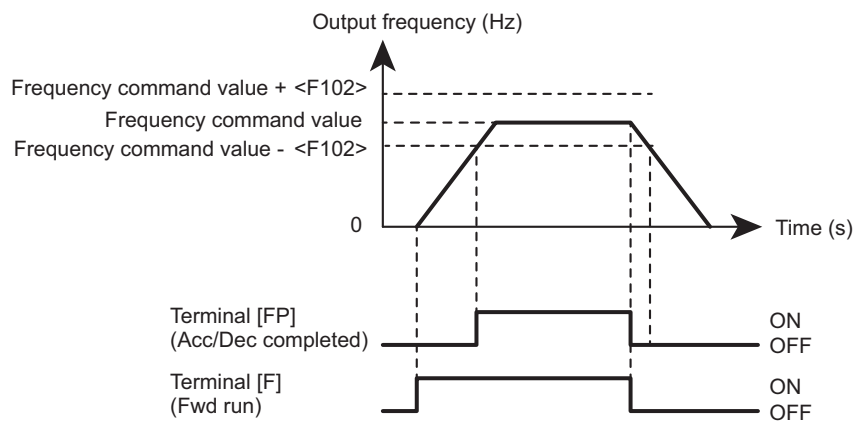 Output frequency (Hz)
Frequency command value + <F102>
Frequency command value
Frequency command value - <F102>
0
Time (s)
Terminal [FP]
(Acc/Dec completed)
ON
OFF
Terminal [F]
(Fwd run)
ON
OFF